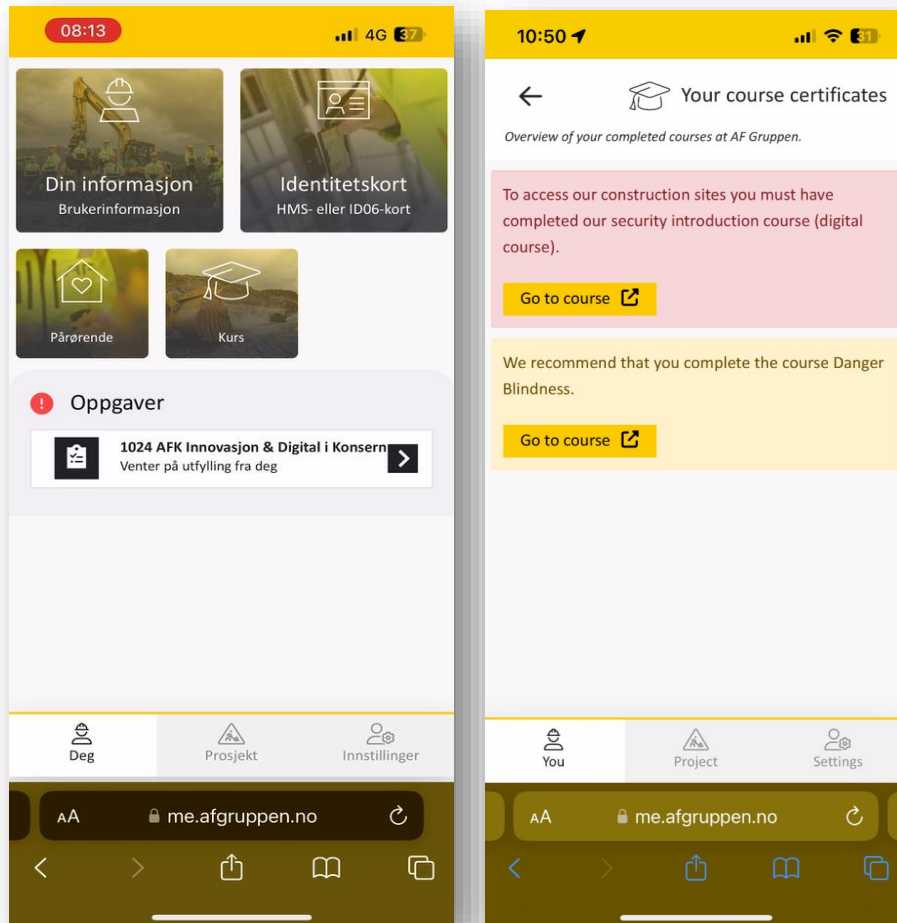 08:13
4G 37
Din informasjon
Brukerinformasjon
Identitetskort
HMS- eller ID06-kort
Pårørende
Kurs
! Oppgaver
1024 AFK Innovasjon & Digital i Konsern
Venter på utfylling fra deg
Deg
Prosjekt
Innstillinger
AA
me.afgruppen.no
10:50
31
Your course certificates
Overview of your completed courses at AF Gruppen.
To access our construction sites you must have
completed our security introduction course (digital
course).
Go to course
We recommend that you complete the course Danger
Blindness.
Go to course
You
Project
Settings
AA
me.afgruppen.no